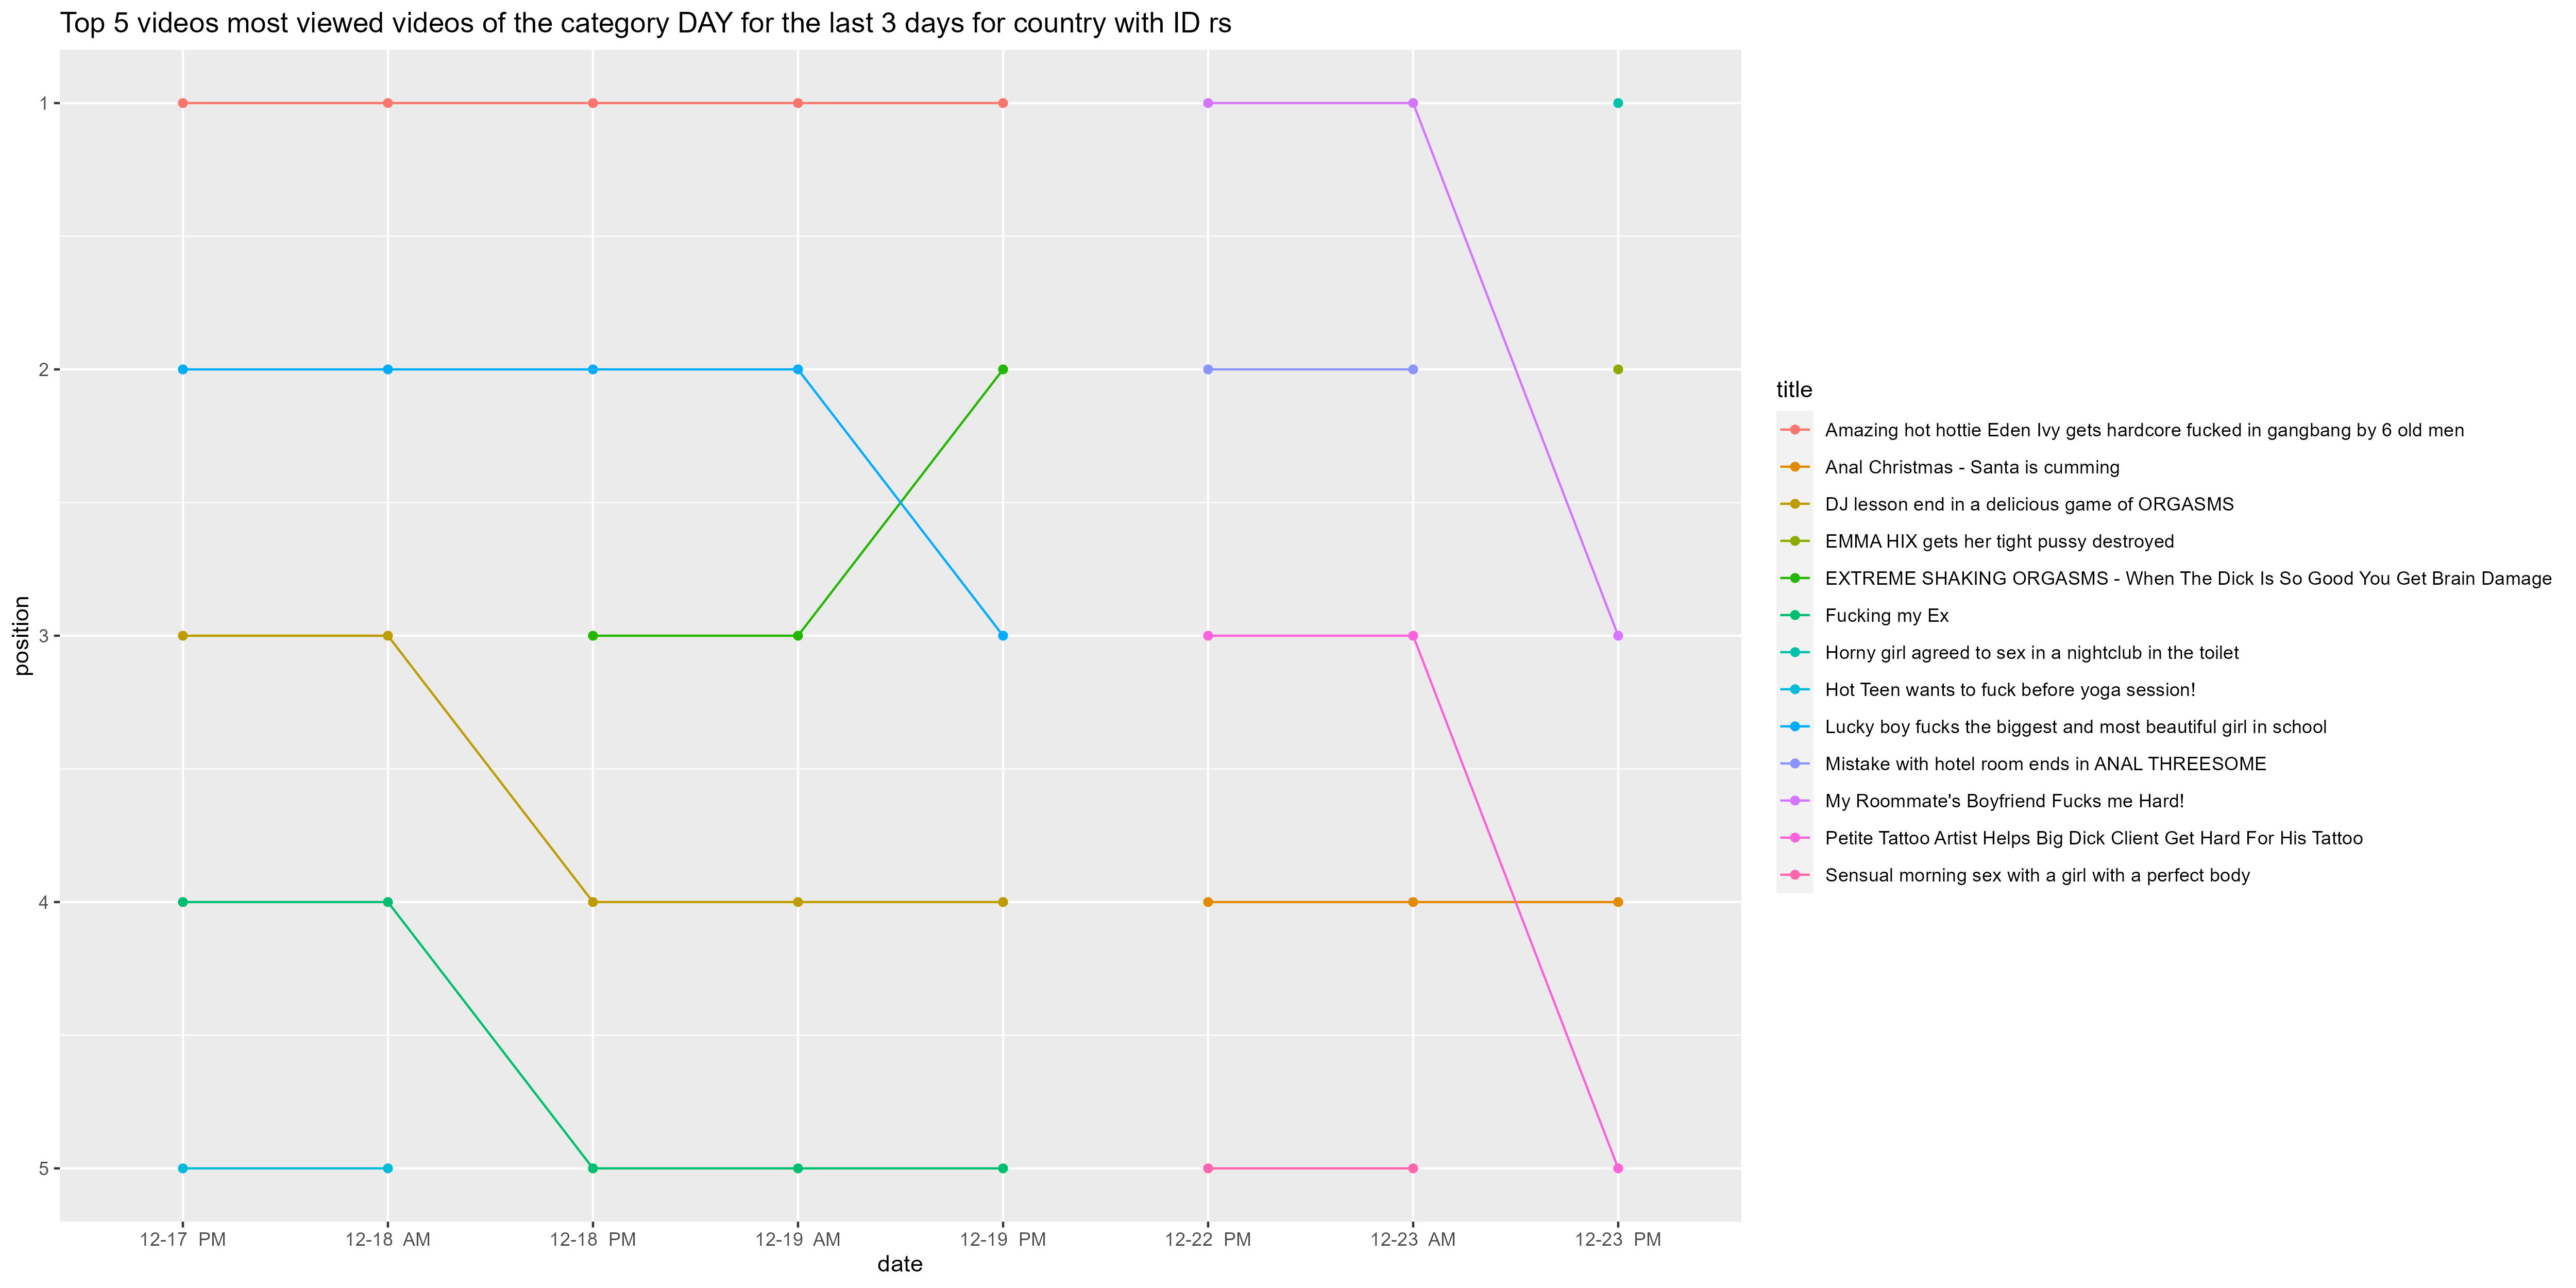 Top 5 videos most viewed videos of the category DAY for the last 3 days for country with ID rs
1
2
3
4
5
position
12-17 PM
12-18 AM
12-18 PM
12-19 AM
12-19 PM
12-22 PM
12-23 AM
12-23 PM
date
title
Amazing hot hottie Eden Ivy gets hardcore fucked in gangbang by 6 old men
Anal Christmas - Santa is cumming
DJ lesson end in a delicious game of ORGASMS
EMMA HIX gets her tight pussy destroyed
EXTREME SHAKING ORGASMS - When The Dick Is So Good You Get Brain Damage
Fucking my Ex
Horny girl agreed to sex in a nightclub in the toilet
Hot Teen wants to fuck before yoga session!
Lucky boy fucks the biggest and most beautiful girl in school
Mistake with hotel room ends in ANAL THREESOME
My Roommate's Boyfriend Fucks me Hard!
Petite Tattoo Artist Helps Big Dick Client Get Hard For His Tattoo
Sensual morning sex with a girl with a perfect body